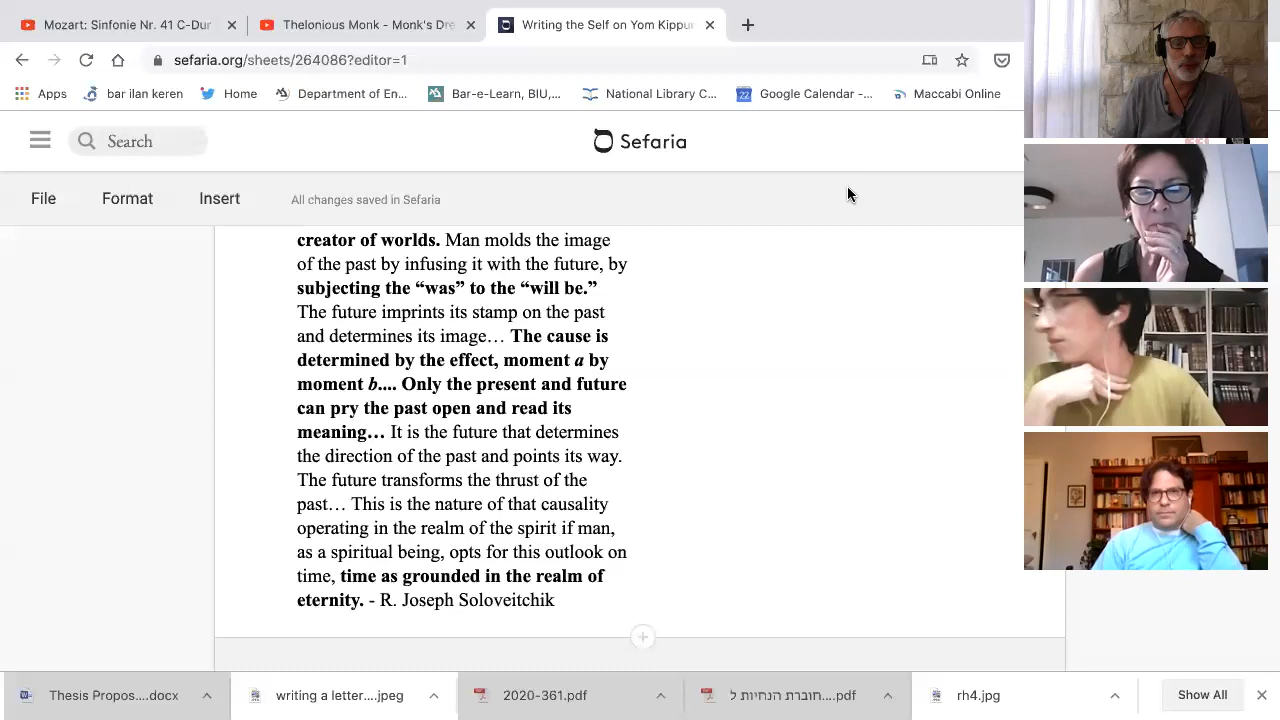 Mozart: Sinfonie Nr. 41 C-Dur
Thelonious Monk - Monk's Dre
Writing the Self on Yom Kippur
sefaria.org/sheets/264086?editor=1
Apps
bar ilan keren
Home
Department of En...
Bar-e-Learn, BIU,...
National Library C...
22
Google Calendar -...
Maccabi Online
Search
Sefaria
File
Format
Insert
All changes saved in Sefaria
creator of worlds. Man molds the image
of the past by infusing it with the future, by
subjecting the “was” to the “will be.”
The future imprints its stamp on the past
and determines its image… The cause is
determined by the effect, moment a by
moment b.... Only the present and future
can pry the past open and read its
meaning… It is the future that determines
the direction of the past and points its way.
The future transforms the thrust of the
past… This is the nature of that causality
operating in the realm of the spirit if man,
as a spiritual being, opts for this outlook on
time, time as grounded in the realm of
eternity. - R. Joseph Soloveitchik
Thesis Propos....docx
writing a letter....jpeg
2020-361.pdf
חוברת הנחיות ל....pdf
rh4.jpg
Show All